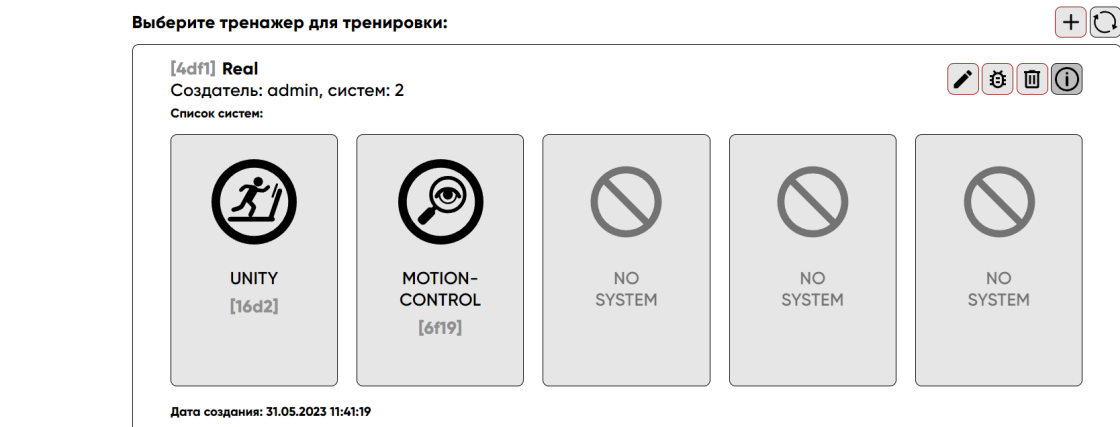 Выберите тренажер для тренировки:
[4df1] Real
Создатель: admin, систем: 2
Список систем:
UNITY
[16d2]
MOTION-
CONTROL
[6f19]
NO
SYSTEM
NO
SYSTEM
NO
SYSTEM
Дата создания: 31.05.2023 11:41:19